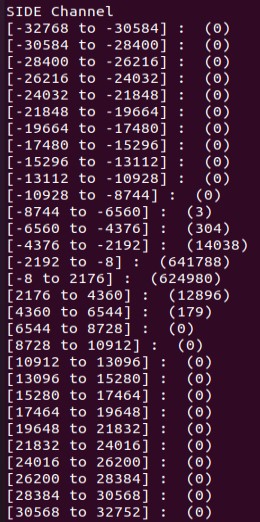 SIDE Channel
[-32768 to -30584] :  (0)
[-30584 to -28400] :  (0)
[-28400 to -26216] :  (0)
[-26216 to -24032] :  (0)
[-24032 to -21848] :  (0)
[-21848 to -19664] :  (0)
[-19664 to -17480] :  (0)
[-17480 to -15296] :  (0)
[-15296 to -13112] :  (0)
[-13112 to -10928] :  (0)
[-10928 to -8744] :  (0)
[-8744 to -6560] :  (3)
[-6560 to -4376] :  (304)
[-4376 to -2192] :  (14038)
[-2192 to -8] :  (641788)
[-8 to 2176] :  (624980)
[2176 to 4360] :  (12896)
[4360 to 6544] :  (179)
[6544 to 8728] :  (0)
[8728 to 10912] :  (0)
[10912 to 13096] :  (0)
[13096 to 15280] :  (0)
[15280 to 17464] :  (0)
[17464 to 19648] :  (0)
[19648 to 21832] :  (0)
[21832 to 24016] :  (0)
[24016 to 26200] :  (0)
[26200 to 28384] :  (0)
[28384 to 30568] :  (0)
[30568 to 32752] :  (0)